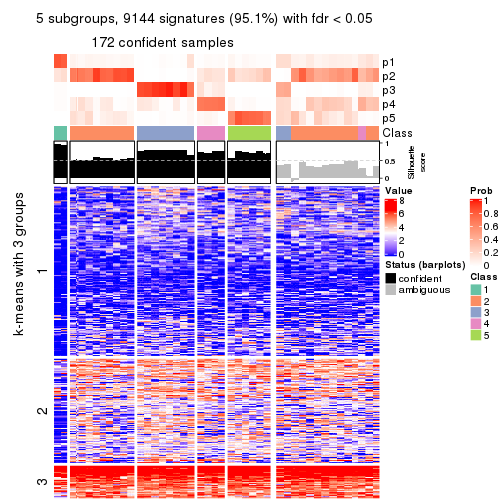 5 subgroups, 9144 signatures (95.1%) with fdr < 0.05
172 confident samples
p1
p2
p3
p4
p5
Class
1
0.5
0
Silhouette
score
k-means with 3 groups
1
2
3
Value
8
6
4
2
0
Status (barplots)
confident
ambiguous
Prob
1
0.8
0.6
0.4
0.2
0
Class
1
2
3
4
5